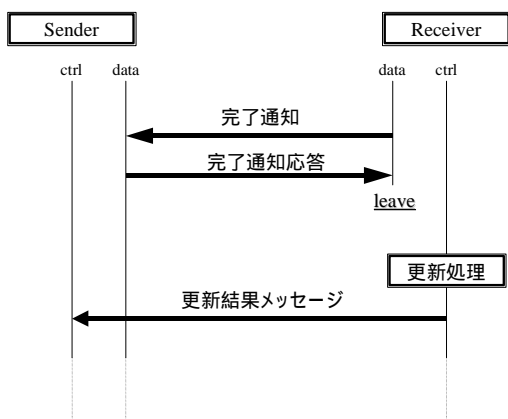 Sender
Receiver
ctrl
data
data
ctrl
完了通知
完了通知応答
leave
更新処理
更新結果メッセージ